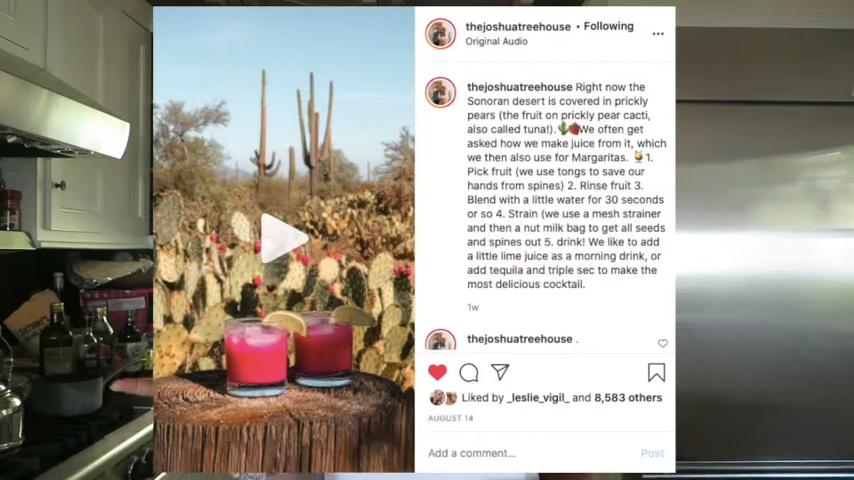 thejoshuatreehouse • Following
Original Audio
thejoshuatreehouse Right now the
Sonoran desert is covered in prickly
pears (the fruit on prickly pear cacti,
also called tuna!). 🌵🍎We often get
asked how we make juice from it, which
we then also use for Margaritas. 🍹1.
Pick fruit (we use tongs to save our
hands from spines) 2. Rinse fruit 3.
Blend with a little water for 30 seconds
or so 4. Strain (we use a mesh strainer
and then a nut milk bag to get all seeds
and spines out 5. drink! We like to add
a little lime juice as a morning drink, or
add tequila and triple sec to make the
most delicious cocktail.
1w
thejoshuatreehouse .
Liked by _leslie_vigil_ and 8,583 others
AUGUST 14
Add a comment...
Post